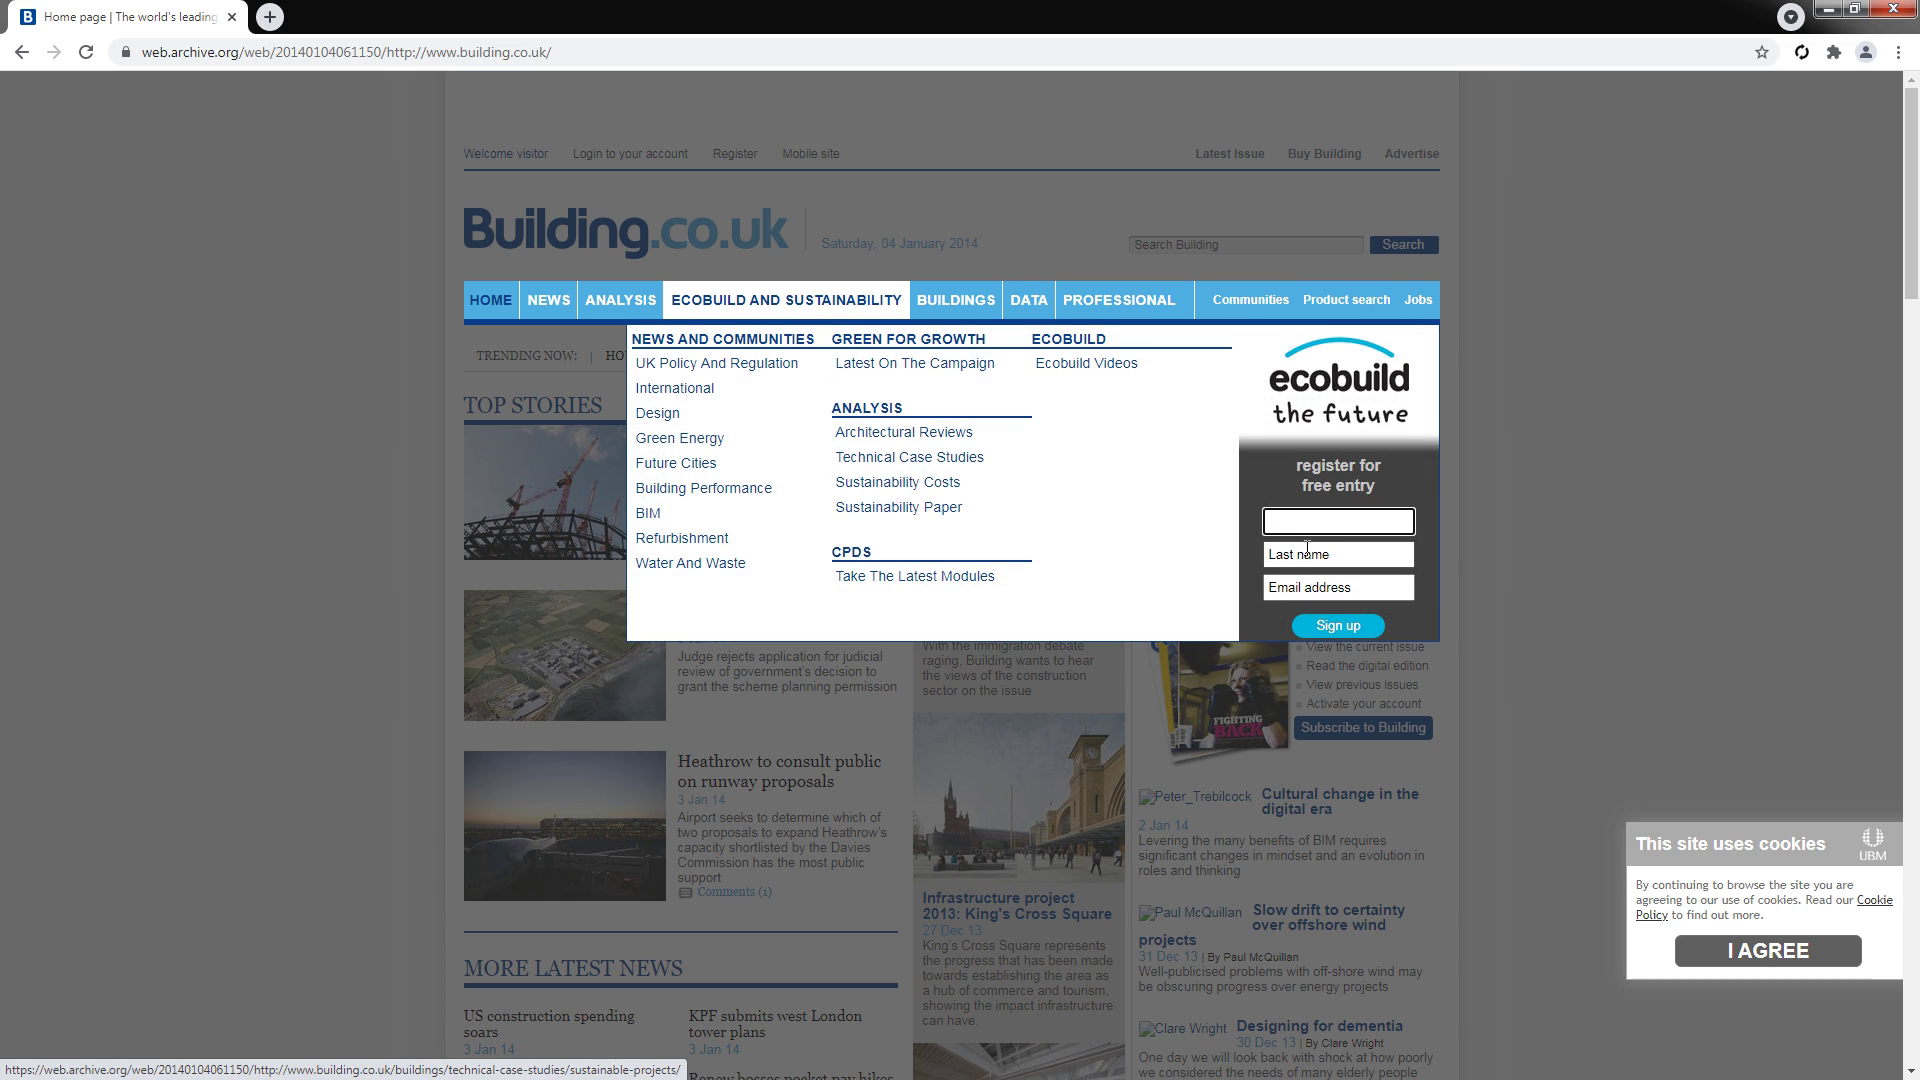 Home page | The world's leading
web.archive.org/web/20140104061150/http://www.building.co.uk/
Welcome visitor Login to your account Register Mobile site Latest Issue Buy Building Advertise
Building.co.uk Saturday, 04 January 2014 Search Building Search
HOME NEWS ANALYSIS ECOBUILD AND SUSTAINABILITY BUILDINGS DATA PROFESSIONAL Communities Product search Jobs
TRENDING NOW: | HO
TOP STORIES
NEWS AND COMMUNITIES
UK Policy And Regulation
International
Design
Green Energy
Future Cities
Building Performance
BIM
Refurbishment
Water And Waste
GREEN FOR GROWTH
Latest On The Campaign
ANALYSIS
Architectural Reviews
Technical Case Studies
Sustainability Costs
Sustainability Paper
CPDS
Take The Latest Modules
ECOBUILD
Ecobuild Videos
ecobuild
the future
register for
free entry
Last name
Email address
Sign up
Judge rejects application for judicial
review of government's decision to
grant the scheme planning permission
Heathrow to consult public
on runway proposals
3 Jan 14
Airport seeks to determine which of
two proposals to expand Heathrow's
capacity shortlisted by the Davies
Commission has the most public
support
Comments (1)
MORE LATEST NEWS
US construction spending
soars
3 Jan 14
KPF submits west London
tower plans
3 Jan 14
Renew bosses pocket pay hikes
With the immigration debate
raging, Building wants to hear
the views of the construction
sector on the issue
Infrastructure project
2013: King's Cross Square
27 Dec 13
King's Cross Square represents
the progress that has been made
towards establishing the area as
a hub of commerce and tourism,
showing the impact infrastructure
can have.
FIGHTING
BACK
View the current issue
Read the digital edition
View previous issues
Activate your account
Subscribe to Building
Peter_Trebilcock Cultural change in the
digital era
2 Jan 14
Levering the many benefits of BIM requires
significant changes in mindset and an evolution in
roles and thinking
Paul McQuillan Slow drift to certainty
over offshore wind
projects
31 Dec 13 | By Paul McQuillan
Well-publicised problems with off-shore wind may
be obscuring progress over energy projects
Clare Wright Designing for dementia
30 Dec 13 | By Clare Wright
One day we will look back with shock at how poorly
we considered the needs of many elderly people
This site uses cookies
UBM
By continuing to browse the site you are
agreeing to our use of cookies. Read our Cookie
Policy to find out more.
I AGREE
https://web.archive.org/web/20140104061150/http://www.building.co.uk/buildings/technical-case-studies/sustainable-projects/